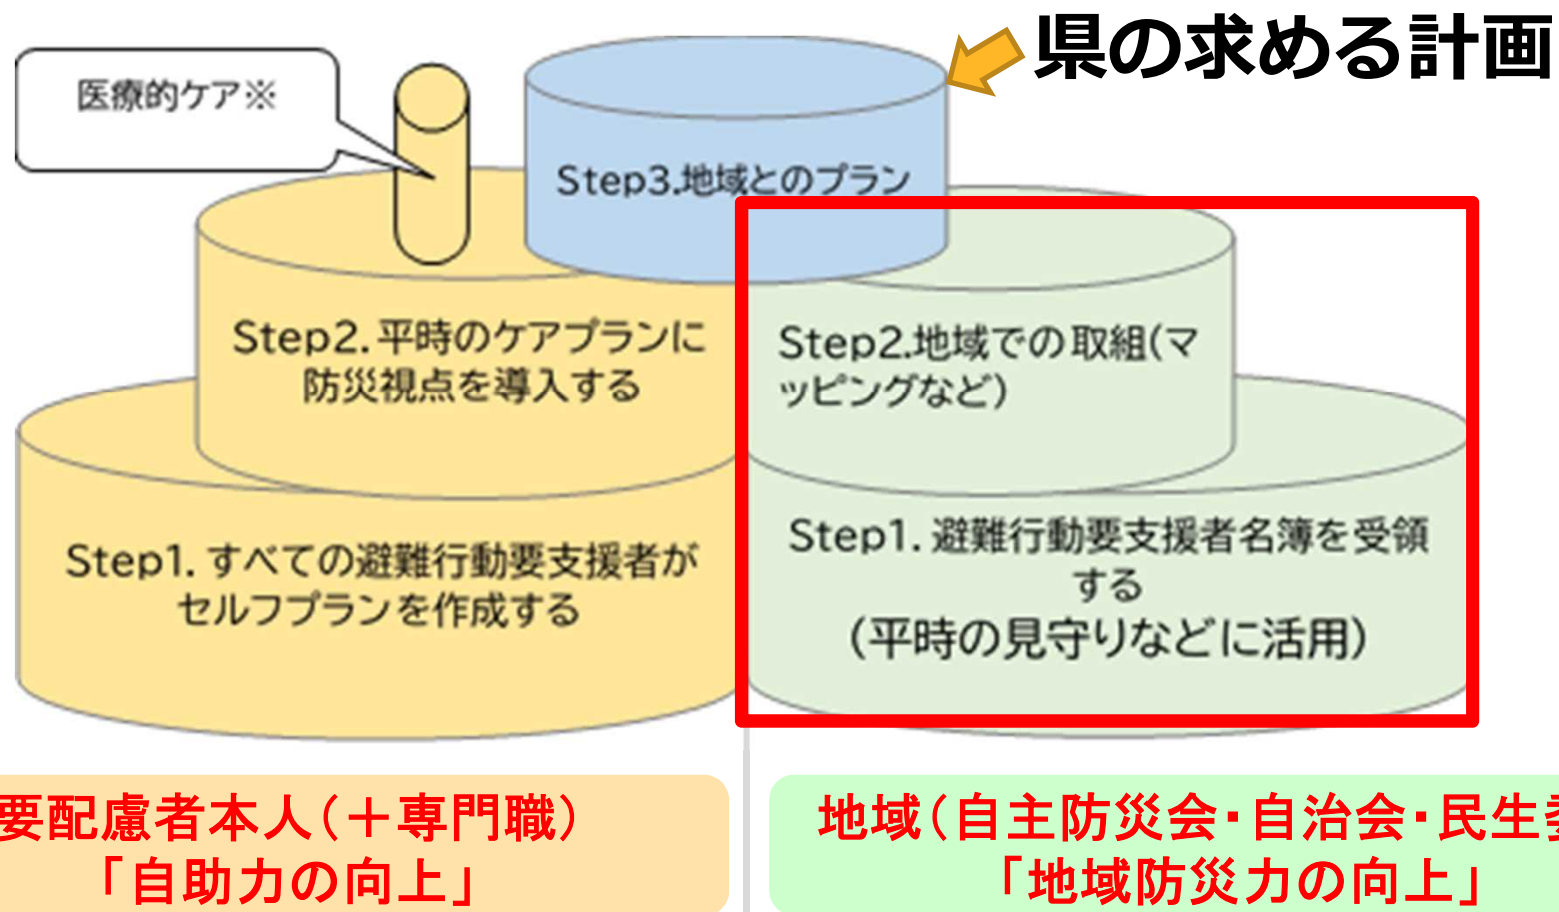 県の求める計画
医療的ケア※
Step3.地域とのプラン
Step2.平時のケアプランに
防災視点を導入する
Step2.地域での取組(マ
ッピングなど)
Step1.すべての避難行動要支援者が
セルフプランを作成する
Step1.避難行動要支援者名簿を受領
する
(平時の見守りなどに活用)
要配慮者本人(+専門職)
「自助力の向上」
地域(自主防災会・自治会・民生委
「地域防災力の向上」